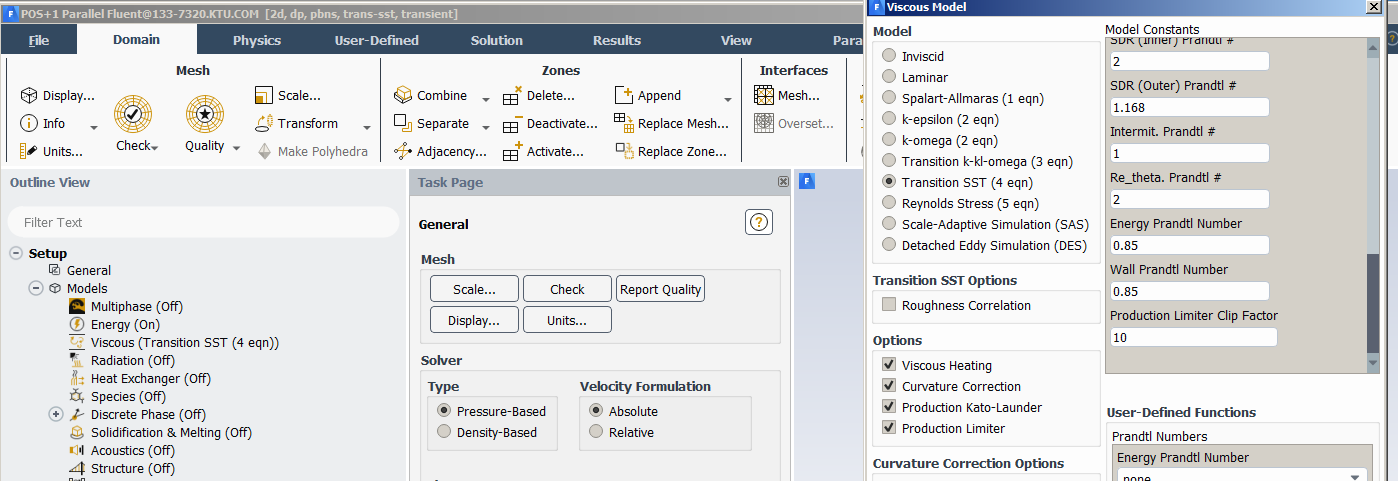 POS+1 Parallel Fluent@133-7320.KTU.COM [2d, dp, pbns, trans-sst, transient]
File
Domain
Physics
User-Defined
Solution
Results
View
Para
Mesh
Display...
Info
Units...
Check
Quality
Scale...
Transform
Make Polyhedra
Zones
Combine
Separate
Adjacency...
Delete...
Deactivate...
Activate...
Append
Replace Mesh...
Replace Zone...
Interfaces
Mesh...
Overset...
Outline View
Filter Text
Setup
General
Models
Multiphase (Off)
Energy (On)
Viscous (Transition SST (4 eqn))
Radiation (Off)
Heat Exchanger (Off)
Species (Off)
Discrete Phase (Off)
Solidification & Melting (Off)
Acoustics (Off)
Structure (Off)
Task Page
General
?
Mesh
Scale...
Check
Report Quality
Display...
Units...
Solver
Type
Pressure-Based
Density-Based
Velocity Formulation
Absolute
Relative
Viscous Model
Model
Inviscid
Laminar
Spalart-Allmaras (1 eqn)
k-epsilon (2 eqn)
k-omega (2 eqn)
Transition k-kl-omega (3 eqn)
Transition SST (4 eqn)
Reynolds Stress (5 eqn)
Scale-Adaptive Simulation (SAS)
Detached Eddy Simulation (DES)
Transition SST Options
Roughness Correlation
Options
Viscous Heating
Curvature Correction
Production Kato-Launder
Production Limiter
Curvature Correction Options
Model Constants
SDR (Inner) Prandtl #
2
SDR (Outer) Prandtl #
1.168
Intermit. Prandtl #
1
Re_theta. Prandtl #
2
Energy Prandtl Number
0.85
Wall Prandtl Number
0.85
Production Limiter Clip Factor
10
User-Defined Functions
Prandtl Numbers
Energy Prandtl Number
none